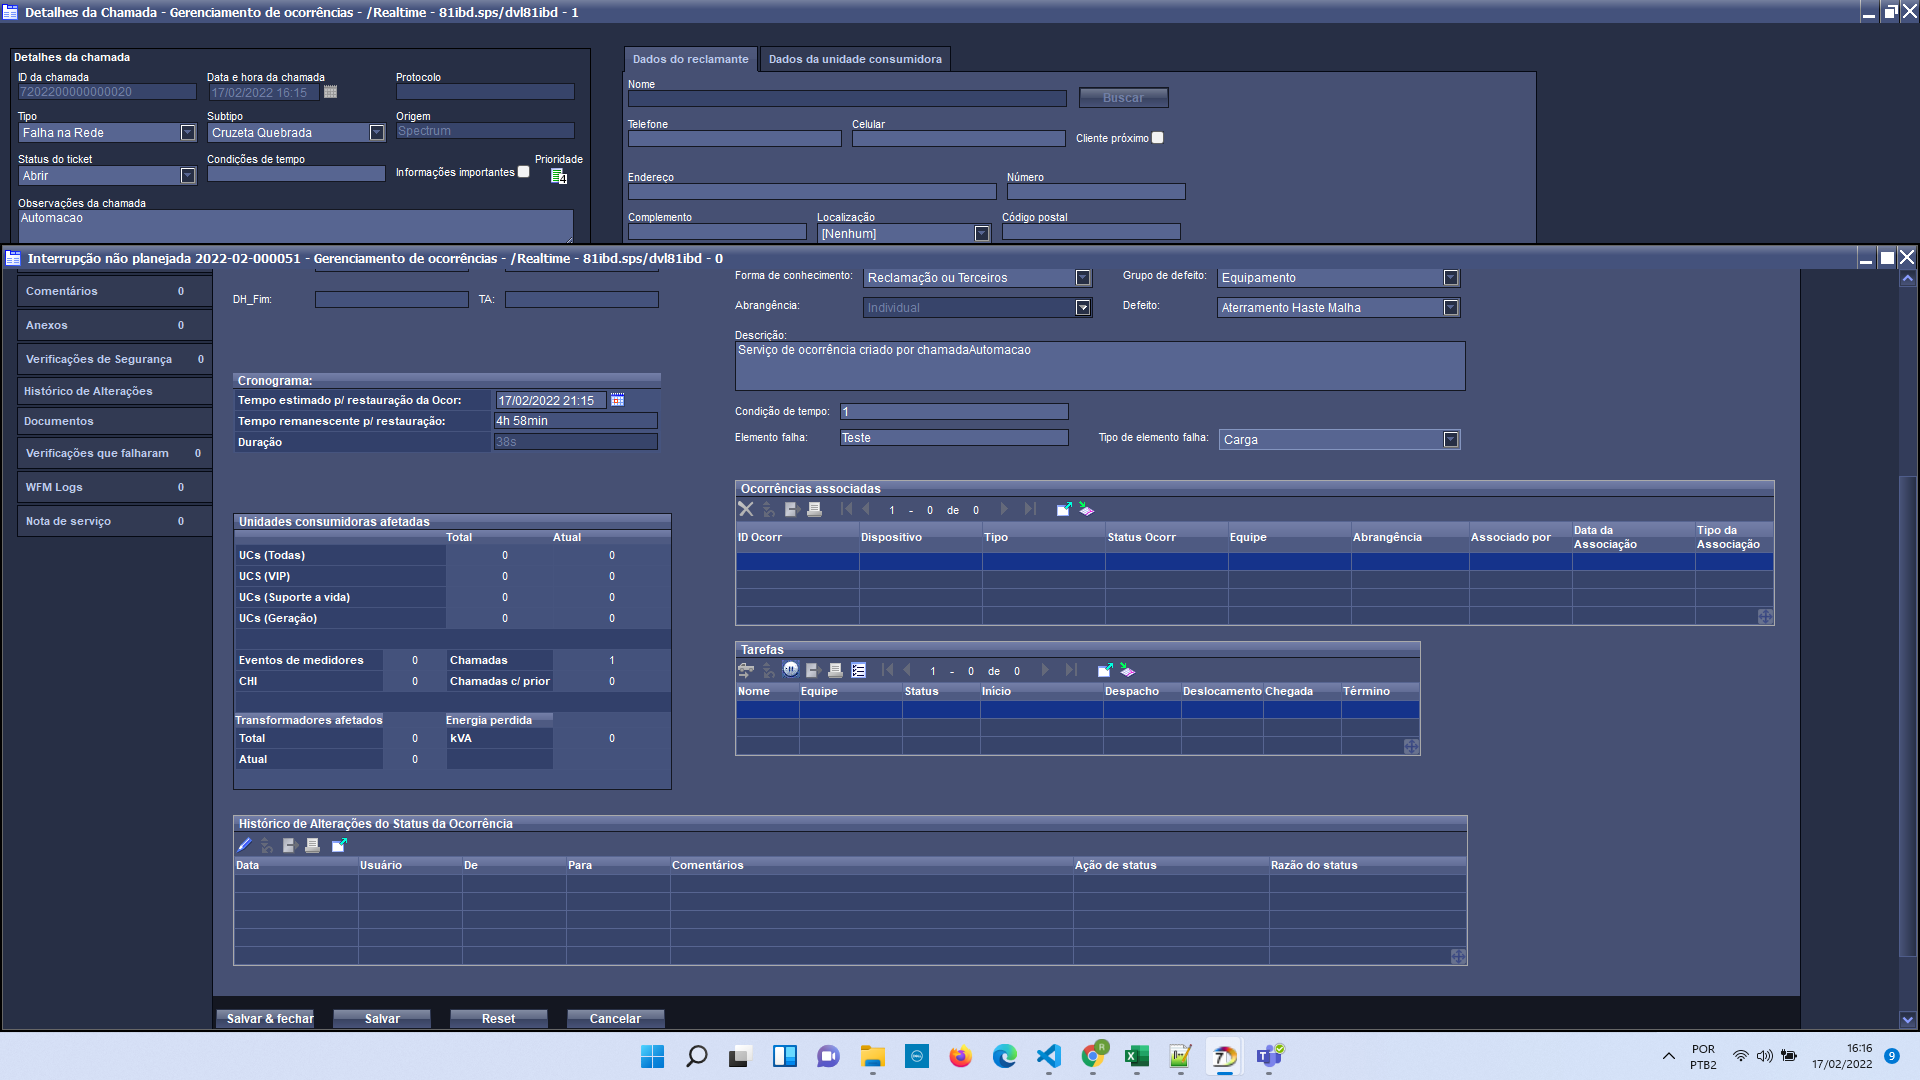 Detalhes da Chamada - Gerenciamento de ocorrências - /Realtime - 81ibd.sps/dvl81ibd - 1
Detalhes da chamada
ID da chamada
Data e hora da chamada
Protocolo
7202200000000020
17/02/2022 16:15
Tipo
Subtipo
Origem
Falha na Rede
Cruzeta Quebrada
Spectrum
Status do ticket
Condições de tempo
Informações importantes
Prioridade
Abrir
4
Observações da chamada
Automacao
Dados do reclamante
Dados da unidade consumidora
Nome
Buscar
Telefone
Celular
Cliente próximo
Endereço
Número
Complemento
Localização
Código postal
[Nenhum]
Interrupção não planejada 2022-02-000051 - Gerenciamento de ocorrências - /Realtime - 81ibd.sps/dvl81ibd - 0
Comentários 0
Anexos 0
Verificações de Segurança 0
Histórico de Alterações
Documentos
Verificações que falharam 0
WFM Logs 0
Nota de serviço 0
DH_Fim:
TA:
Cronograma:
Tempo estimado p/ restauração da Ocor: 17/02/2022 21:15
Tempo remanescente p/ restauração: 4h 58min
Duração 38s
Unidades consumidoras afetadas
Total Atual
UCs (Todas) 0 0
UCS (VIP) 0 0
UCs (Suporte a vida) 0 0
UCs (Geração) 0 0
Eventos de medidores 0 Chamadas 1
CHI 0 Chamadas c/ prior 0
Transformadores afetados Energia perdida
Total 0 kVA 0
Atual 0
Forma de conhecimento: Reclamação ou Terceiros
Grupo de defeito: Equipamento
Abrangência: Individual
Defeito: Aterramento Haste Malha
Descrição:
Serviço de ocorrência criado por chamadaAutomacao
Condição de tempo: 1
Elemento falha: Teste
Tipo de elemento falha: Carga
Ocorrências associadas
1 - 0 de 0
ID Ocorr Dispositivo Tipo Status Ocorr Equipe Abrangência Associado por Data da Associação Tipo da Associação
Tarefas
1 - 0 de 0
Nome Equipe Status Início Despacho Deslocamento Chegada Término
Histórico de Alterações do Status da Ocorrência
Data Usuário De Para Comentários Ação de status Razão do status
Salvar & fechar
Salvar
Reset
Cancelar
POR
PTB2
16:16
17/02/2022
9